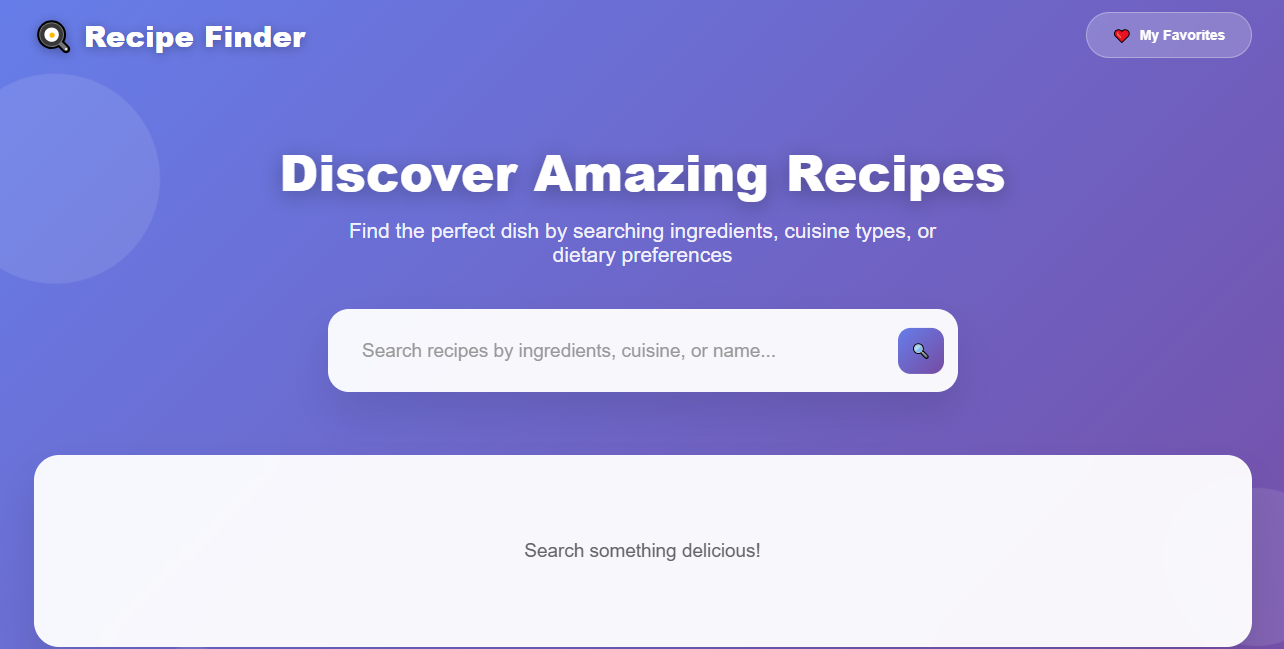 Recipe Finder
My Favorites
Discover Amazing Recipes
Find the perfect dish by searching ingredients, cuisine types, or
dietary preferences
Search recipes by ingredients, cuisine, or name...
Search something delicious!